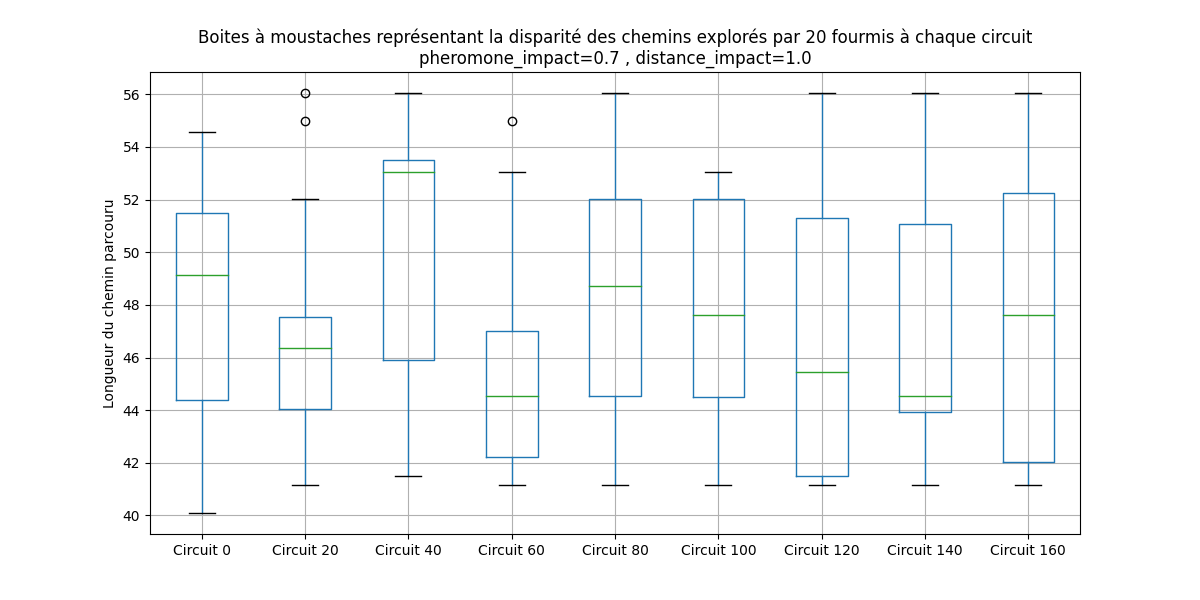 Boites à moustaches représentant la disparité des chemins explorés par 20 fourmis à chaque circuit
pheromone_impact=0.7 , distance_impact=1.0
Longueur du chemin parcouru
56
54
52
50
48
46
44
42
40
Circuit 0
Circuit 20
Circuit 40
Circuit 60
Circuit 80
Circuit 100
Circuit 120
Circuit 140
Circuit 160